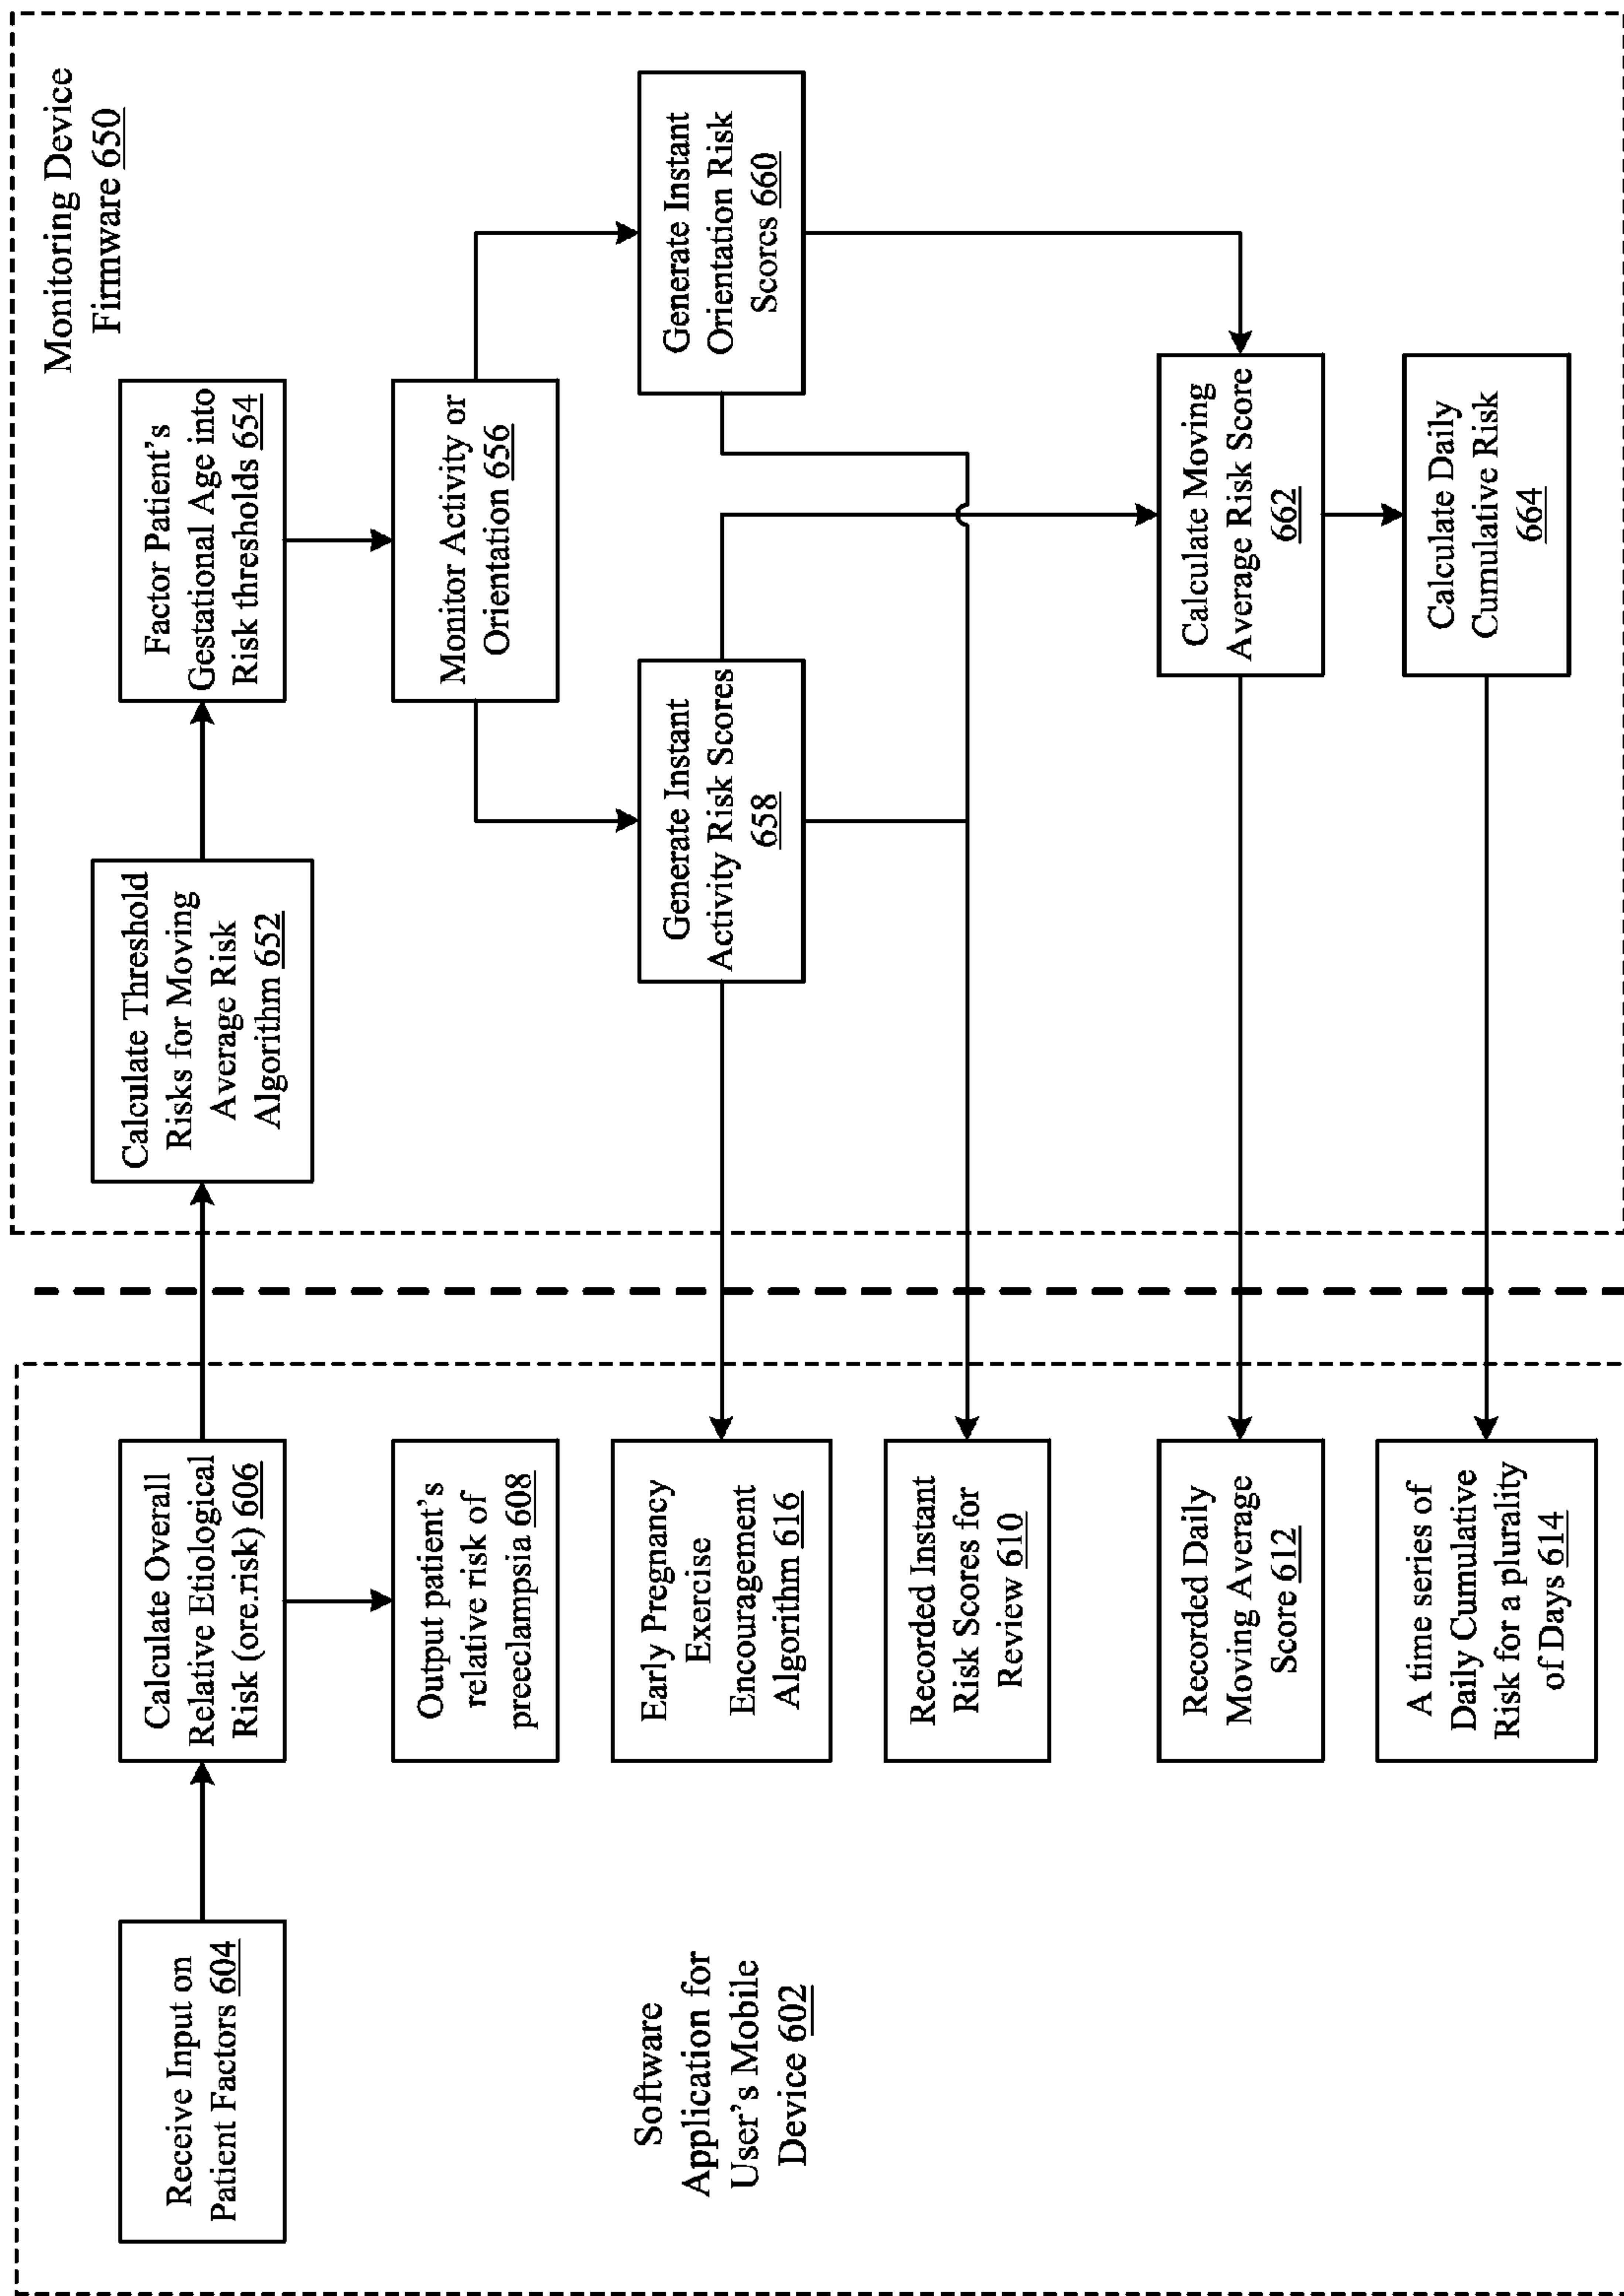 Receive Input on
Patient Factors 604
Calculate Overall
Relative Etiological
Risk (ore.risk) 606
Output patient's
relative risk of
preeclampsia 608
Early Pregnancy
Exercise
Encouragement
Algorithm 616
Recorded Instant
Risk Scores for
Review 610
Recorded Daily
Moving Average
Score 612
A time series of
Daily Cumulative
Risk for a plurality
of Days 614
Software
Application for
User's Mobile
Device 602
Monitoring Device
Firmware 650
Calculate Threshold
Risks for Moving
Average Risk
Algorithm 652
Factor Patient's
Gestational Age into
Risk thresholds 654
Monitor Activity or
Orientation 656
Generate Instant
Activity Risk Scores
658
Generate Instant
Orientation Risk
Scores 660
Calculate Moving
Average Risk Score
662
Calculate Daily
Cumulative Risk
664